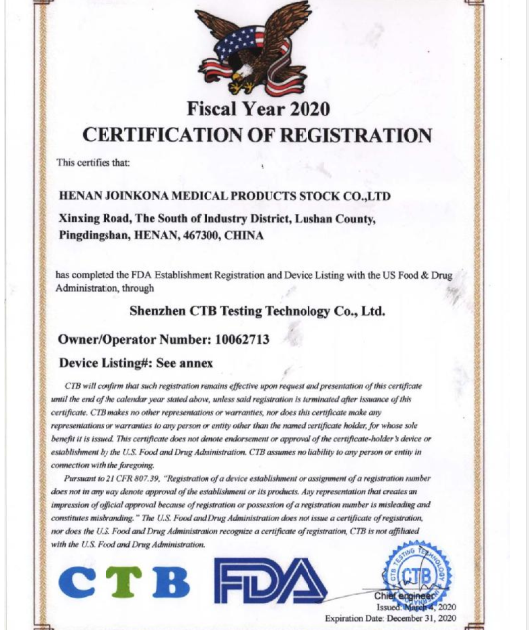 Fiscal Year 2020
CERTIFICATION OF REGISTRATION
This certifies that:
HENAN JOINKONA MEDICAL PRODUCTS STOCK CO.,LTD
Xinxing Road, The South of Industry District, Lushan County,
Pingdingshan, HENAN, 467300, CHINA
has completed the FDA Establishment Registration and Device Listing with the US Food & Drug
Administration, through
Shenzhen CTB Testing Technology Co., Ltd.
Owner/Operator Number: 10062713
Device Listing#: See annex
CTB will confirm that such registration remains effective upon request and presentation of this certificate
until the end of the calendar year stated above, unless said registration is terminated after issuance of this
certificate. CTB makes no other representations or warranties, nor does this certificate make any
representations or warranties to any person or entity other than the named certificate holder, for whose sole
benefit it is issued. This certificate does not denote endorsement or approval of the certificate-holder's device or
establishment by the U.S. Food and Drug Administration. CTB assumes no liability to any person or entity in
connection with the foregoing.
Pursuant to 21 CFR 807.39, "Registration of a device establishment or assignment of a registration number
does not in any way denote approval of the establishment or its products. Any representation that creates an
impression of official approval because of registration or possession of a registration number is misleading and
constitutes misbranding." The U.S. Food and Drug Administration does not issue a certificate of registration,
nor does the U.S. Food and Drug Administration recognize a certificate of registration, CTB is not affiliated
with the U.S. Food and Drug Administration.
CTB FDA
CTB TESTING TECHNOLOGY
CTB
Chief engineer
Issued: March 4, 2020
Expiration Date: December 31, 2020